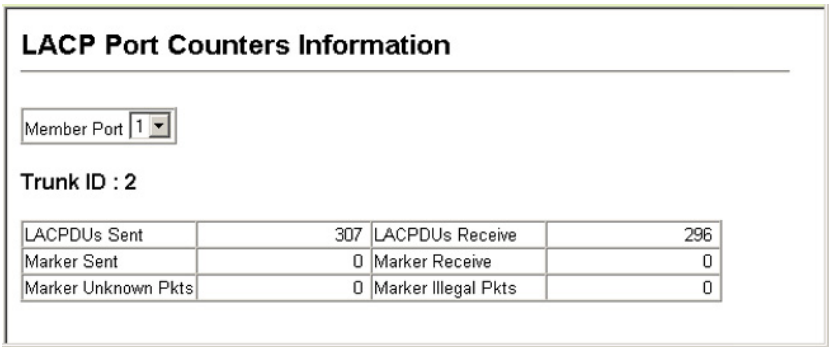 LACP Port Counters Information
Member Port 1
Trunk ID : 2
LACPDUs Sent 307 LACPDUs Receive 296
Marker Sent 0 Marker Receive 0
Marker Unknown Pkts 0 Marker Illegal Pkts 0